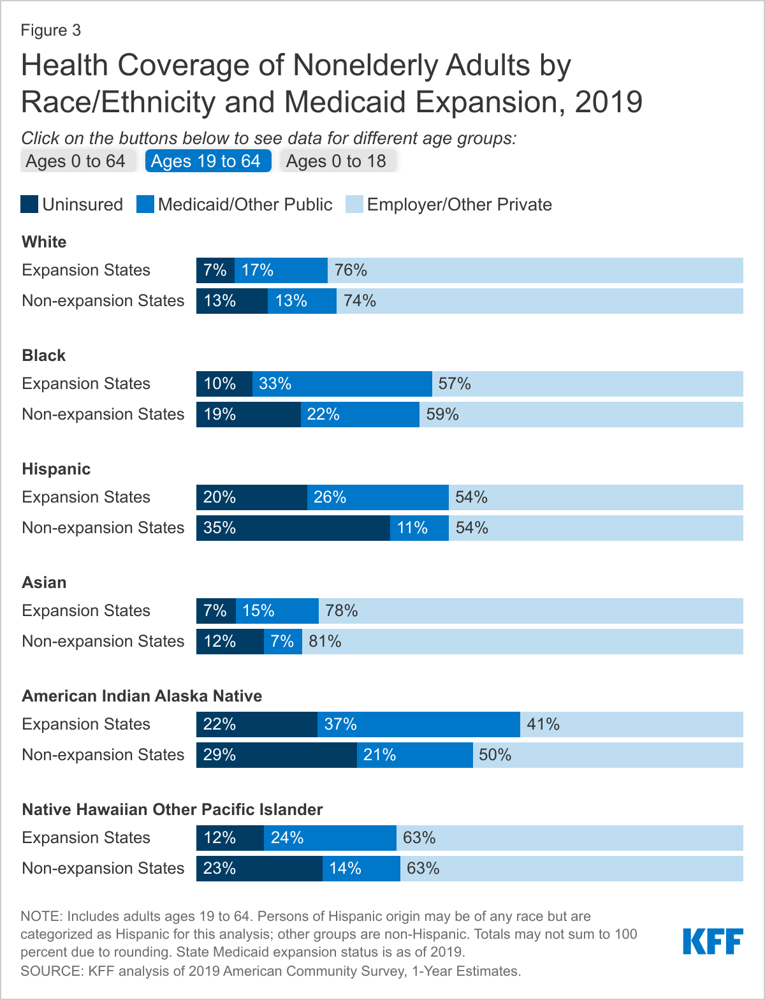 Figure 3
Health Coverage of Nonelderly Adults by
Race/Ethnicity and Medicaid Expansion, 2019
Click on the buttons below to see data for different age groups:
Ages 0 to 64 Ages 19 to 64 Ages 0 to 18
Uninsured Medicaid/Other Public Employer/Other Private
White
Expansion States 7% 17% 76%
Non-expansion States 13% 13% 74%
Black
Expansion States 10% 33% 57%
Non-expansion States 19% 22% 59%
Hispanic
Expansion States 20% 26% 54%
Non-expansion States 35% 11% 54%
Asian
Expansion States 7% 15% 78%
Non-expansion States 12% 7% 81%
American Indian Alaska Native
Expansion States 22% 37% 41%
Non-expansion States 29% 21% 50%
Native Hawaiian Other Pacific Islander
Expansion States 12% 24% 63%
Non-expansion States 23% 14% 63%
NOTE: Includes adults ages 19 to 64. Persons of Hispanic origin may be of any race but are
categorized as Hispanic for this analysis; other groups are non-Hispanic. Totals may not sum to 100
percent due to rounding. State Medicaid expansion status is as of 2019.
SOURCE: KFF analysis of 2019 American Community Survey, 1-Year Estimates.
KFF